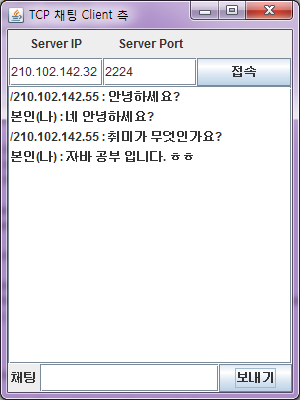 TCP 채팅 Client 측
Server IP Server Port
210.102.142.32 2224 접속
/210.102.142.55 : 안녕하세요?
본인(나) : 네 안녕하세요?
/210.102.142.55 : 취미가 무엇인가요?
본인(나) : 자바 공부 입니다. ㅎㅎ
채팅 보내기